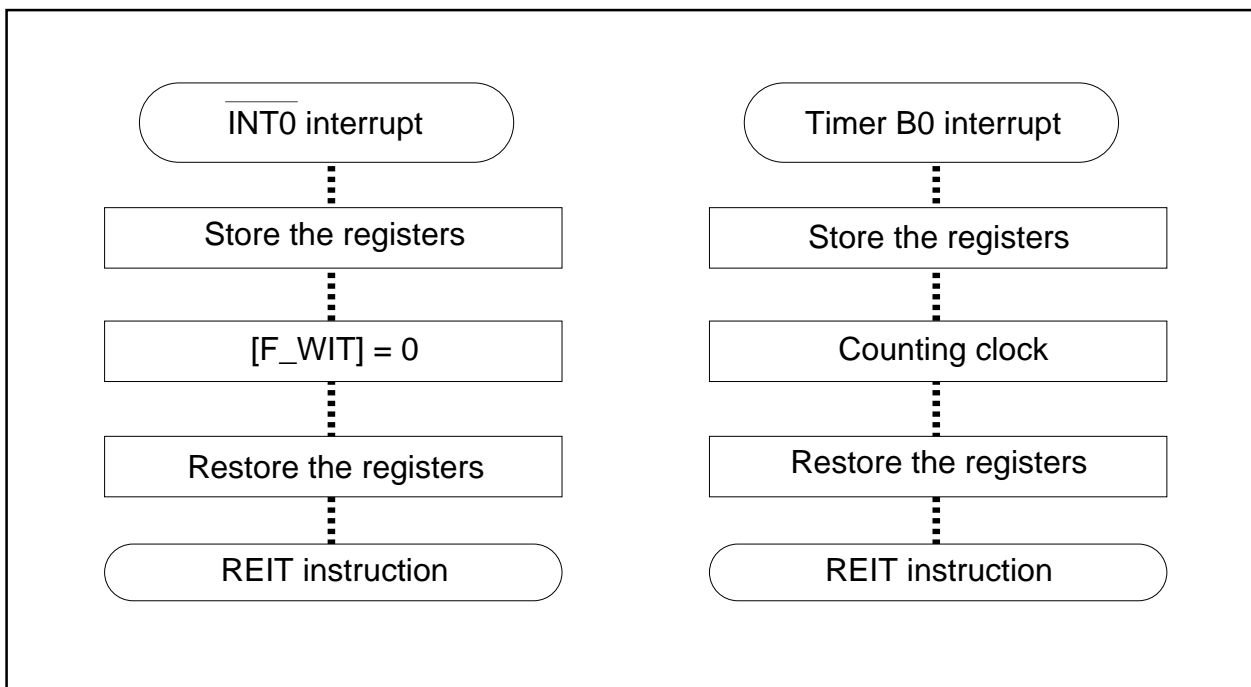 INT0 interrupt
Store the registers
[F_WIT] = 0
Restore the registers
REIT instruction
Timer B0 interrupt
Store the registers
Counting clock
Restore the registers
REIT instruction